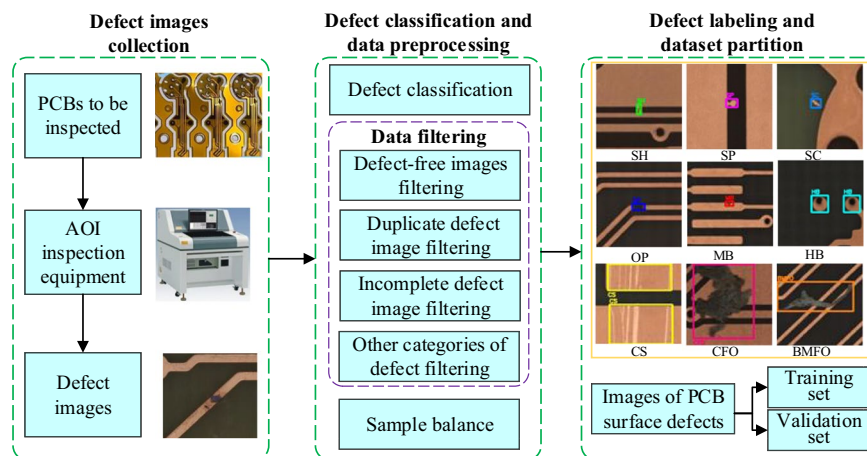 Defect images
collection
PCBs to be
inspected
AOI
inspection
equipment
Defect
images
Defect classification and
data preprocessing
Defect classification
Data filtering
Defect-free images
filtering
Duplicate defect
image filtering
Incomplete defect
image filtering
Other categories of
defect filtering
Sample balance
Defect labeling and
dataset partition
SH
SP
SC
HB
HB
OP
MB
HB
CS
CFO
BMFO
Images of PCB
surface defects
Training
set
Validation
set